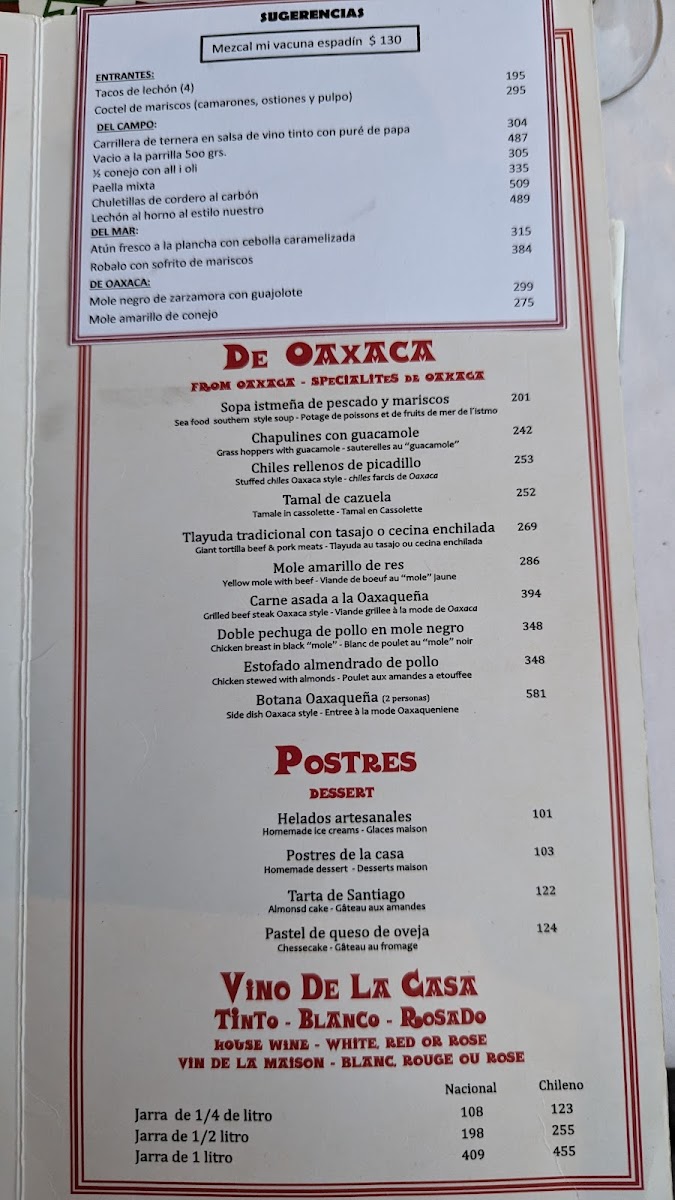 SUGERENCIAS
Mezcal mi vacuna espadín $ 130
ENTRANTES:
Tacos de lechón (4) 195
Coctel de mariscos (camarones, ostiones y pulpo) 295
DEL CAMPO:
Carrillera de ternera en salsa de vino tinto con puré de papa 304
Vacio a la parrilla 500 grs. 487
½ conejo con all i oli 305
Paella mixta 335
Chuletillas de cordero al carbón 509
Lechón al horno al estilo nuestro 489
DEL MAR:
Atún fresco a la plancha con cebolla caramelizada 315
Robalo con sofrito de mariscos 384
DE OAXACA:
Mole negro de zarzamora con guajolote 299
Mole amarillo de conejo 275
DE OAXACA
FROM OAXACA - SPECIALITES DE OAXACA
Sopa istmeña de pescado y mariscos 201
Sea food southern style soup - Potage de poissons et de fruits de mer de l'istmo
Chapulines con guacamole 242
Grass hoppers with guacamole - sauterelles au "guacamole"
Chiles rellenos de picadillo 253
Stuffed chiles Oaxaca style - chiles farcis de Oaxaca
Tamal de cazuela 252
Tamale in cassolette - Tamal en Cassolette
Tlayuda tradicional con tasajo o cecina enchilada 269
Giant tortilla beef & pork meats - Tlayuda au tasajo ou cecina enchilada
Mole amarillo de res 286
Yellow mole with beef - Viande de boeuf au "mole" jaune
Carne asada a la Oaxaqueña 394
Grilled beef steak Oaxaca style - Viande grillee à la mode de Oaxaca
Doble pechuga de pollo en mole negro 348
Chicken breast in black "mole" - Blanc de poulet au "mole" noir
Estofado almendrado de pollo 348
Chicken stewed with almonds - Poulet aux amandes a etouffee
Botana Oaxaqueña (2 personas) 581
Side dish Oaxaca style - Entree à la mode Oaxaqueniene
POSTRES
DESSERT
Helados artesanales 101
Homemade ice creams - Glaces maison
Postres de la casa 103
Homemade dessert - Desserts maison
Tarta de Santiago 122
Almonsd cake - Gâteau aux amandes
Pastel de queso de oveja 124
Chessecake - Gâteau au fromage
VINO DE LA CASA
TINTO - BLANCO - ROSADO
HOUSE WINE - WHITE, RED OR ROSE
VIN DE LA MAISON - BLANC, ROUGE OU ROSE
Nacional Chileno
Jarra de 1/4 de litro 108 123
Jarra de 1/2 litro 198 255
Jarra de 1 litro 409 455